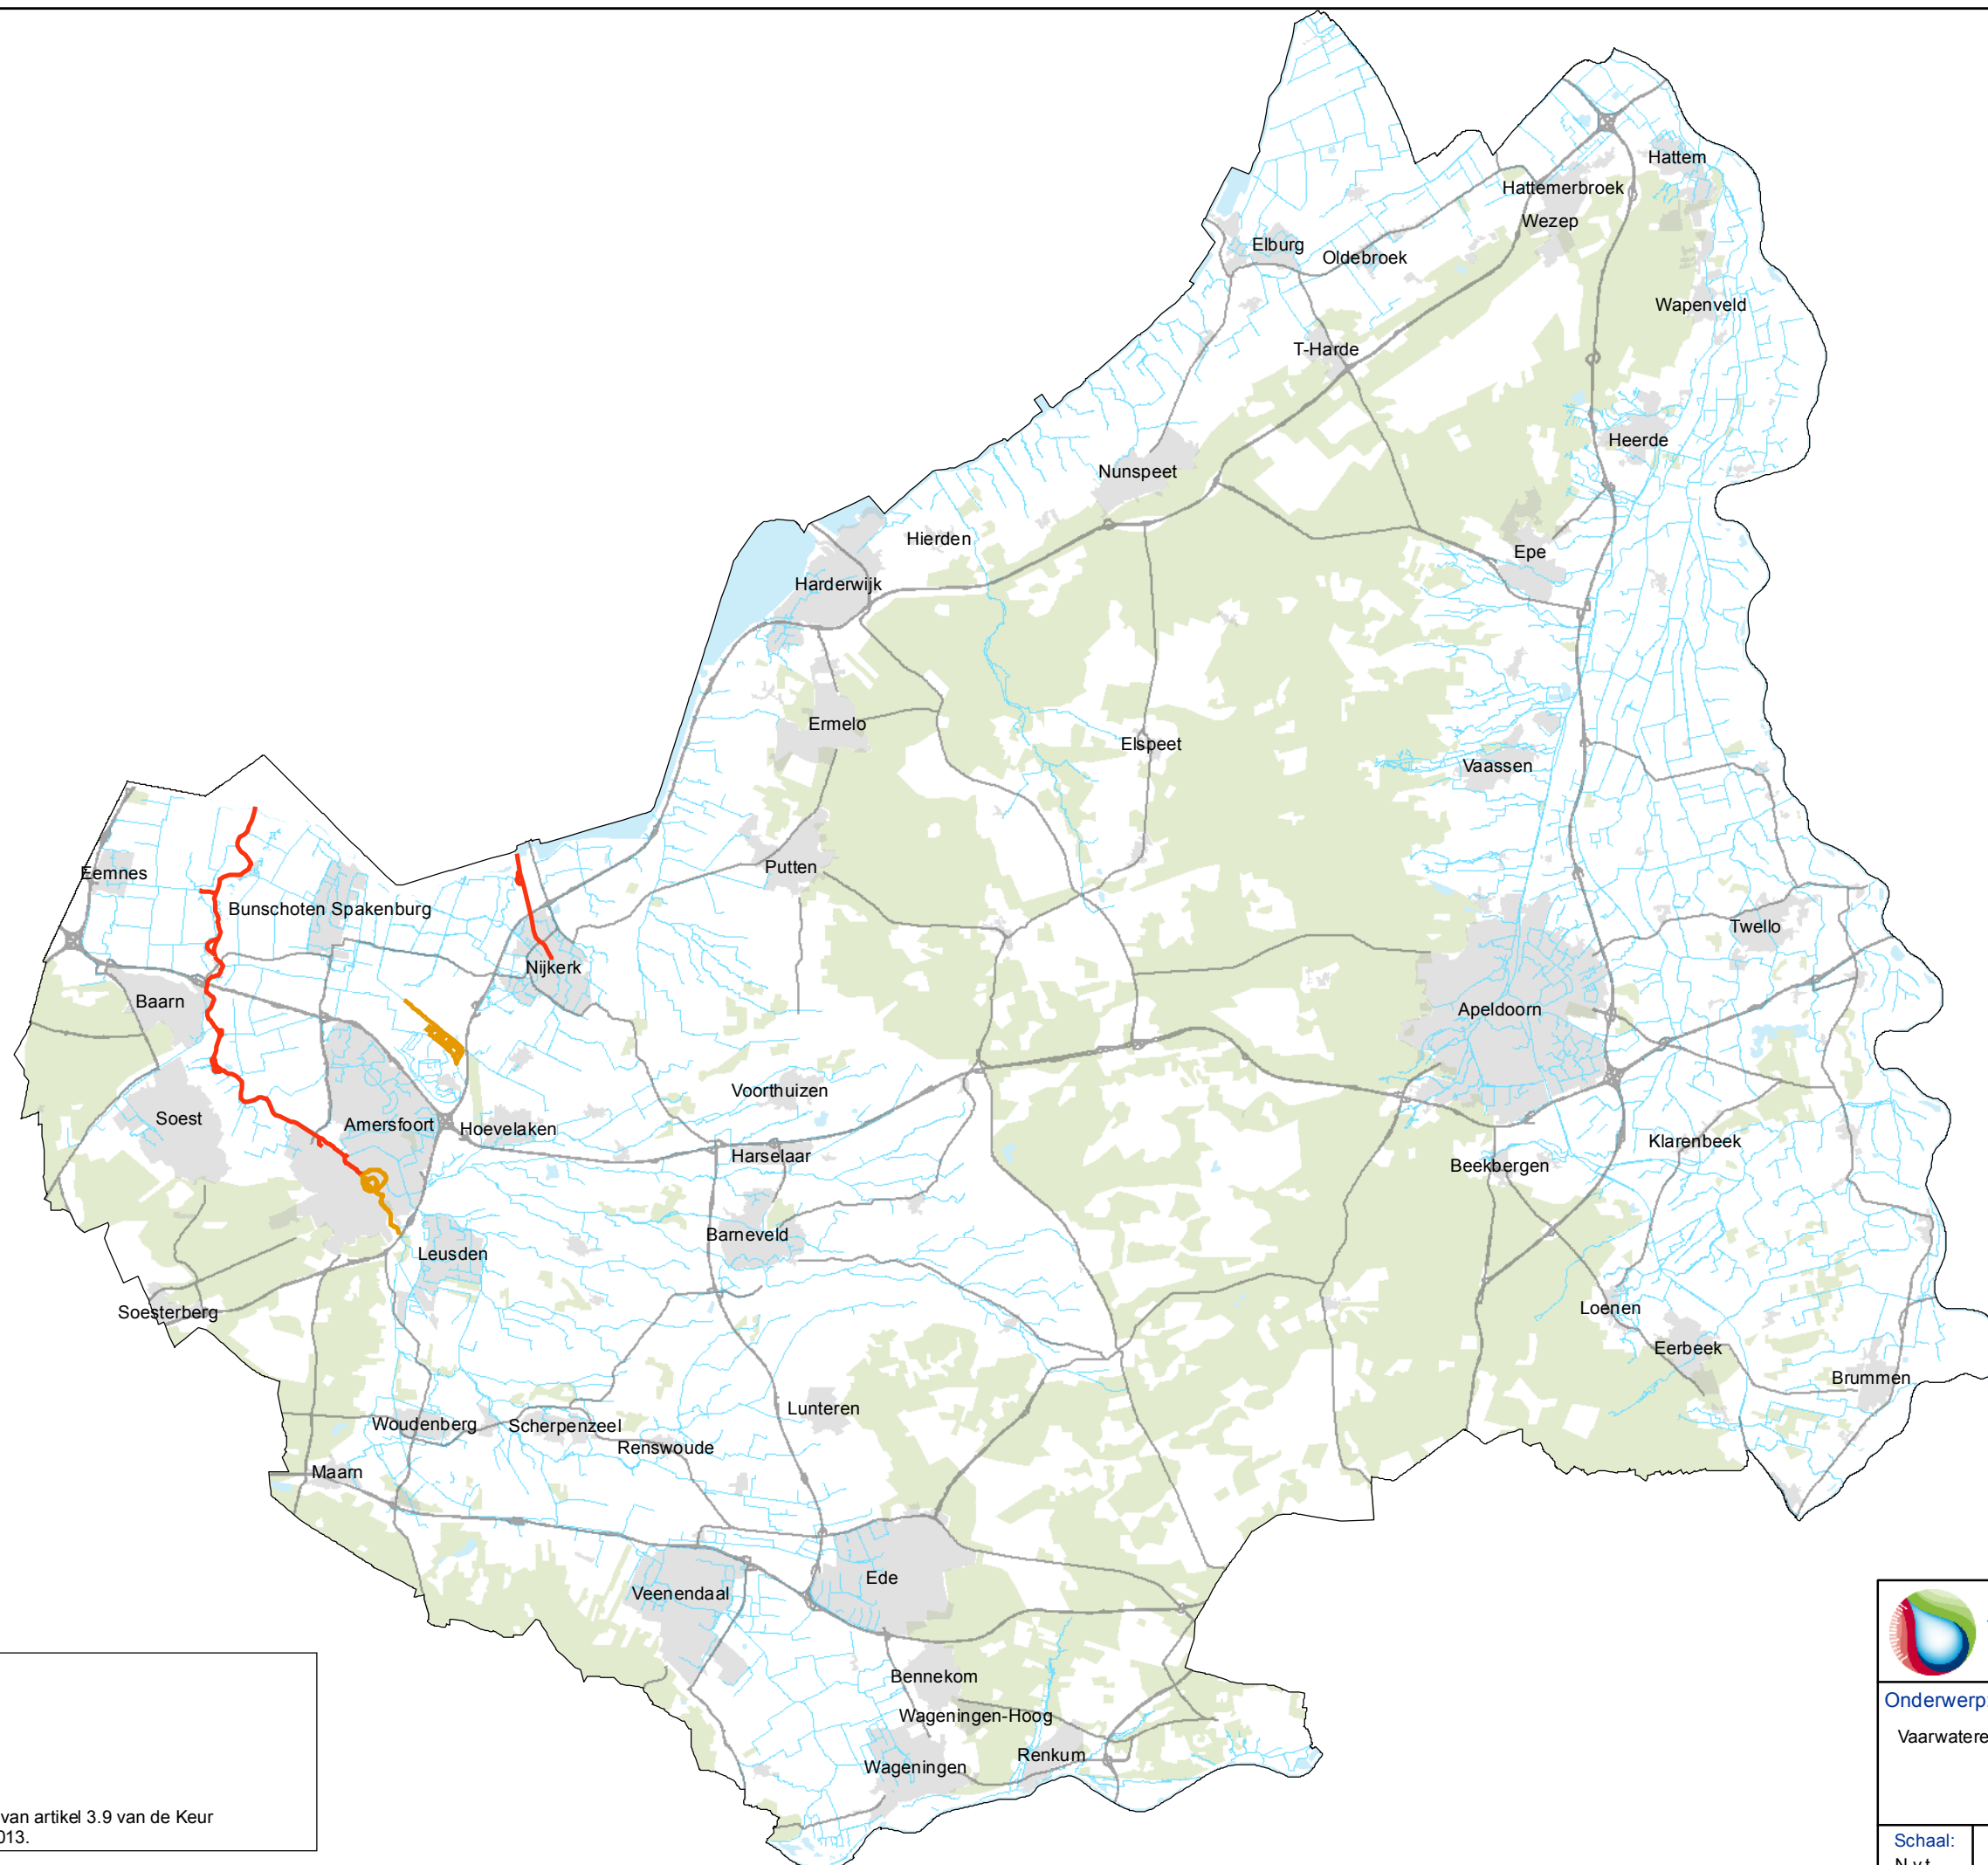 Hattem
Hattemerbroek
Wezep
Elburg
Oldebroek
Wapenveld
T-Harde
Heerde
Nunspeet
Hierden
Epe
Harderwijk
Ermelo
Elspeet
Vaassen
Putten
Eemnes
Bunschoten Spakenburg
Twello
Nijkerk
Baarn
Apeldoorn
Voorthuizen
Soest
Amersfoort
Hoevelaken
Klarenbeek
Harselaar
Beekbergen
Barneveld
Leusden
Soesterberg
Loenen
Eerbeek
Brummen
Lunteren
Woudenberg
Scherpenzeel
Renswoude
Maarn
Ede
Veenendaal
Bennekom
Wageningen-Hoog
Renkum
Wageningen
van artikel 3.9 van de Keur
013.
Onderwerp
Vaarwatere
Schaal:
N.v.t.